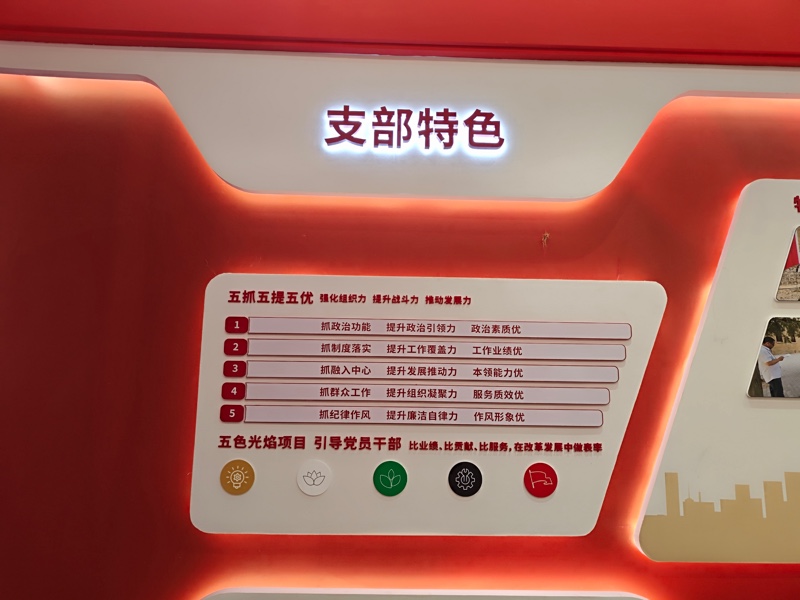 支部特色
五抓五提五优 强化组织力 提升战斗力 推动发展力
1 抓政治功能 提升政治引领力 政治素质优
2 抓制度落实 提升工作覆盖力 工作业绩优
3 抓融入中心 提升发展推动力 本领能力优
4 抓群众工作 提升组织凝聚力 服务质效优
5 抓纪律作风 提升廉洁自律力 作风形象优
五色光焰项目 引导党员干部 比业绩、比贡献、比服务，在改革发展中做表率